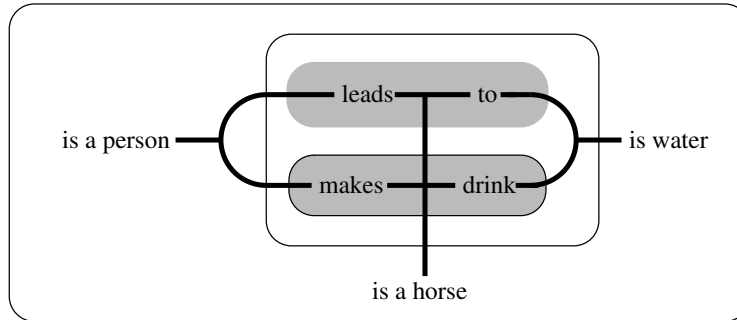 leads to
is a person is water
makes drink
is a horse